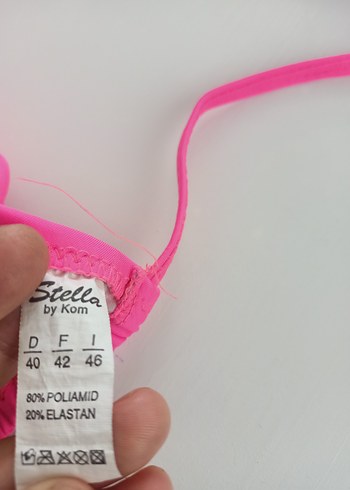 Stella
by Kom
D F I
40 42 46
80% POLIAMID
20% ELASTAN